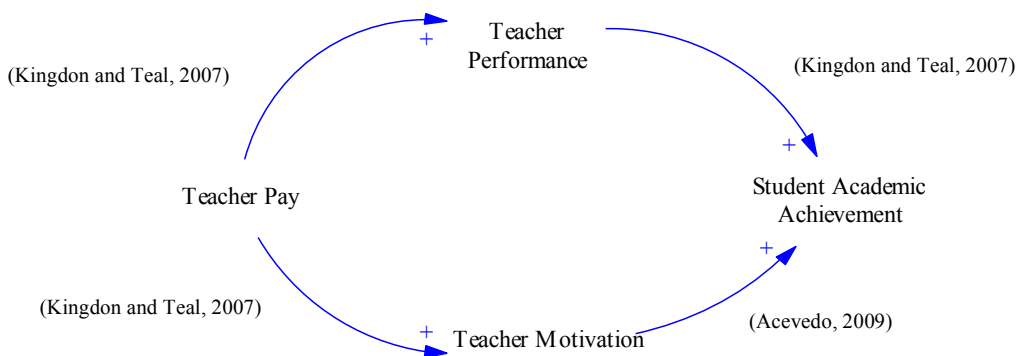 Teacher
Performance
+
(Kingdon and Teal, 2007)
(Kingdon and Teal, 2007)
+
Teacher Pay
Student Academic
Achievement
+
(Kingdon and Teal, 2007)
+
Teacher Motivation
(Acevedo, 2009)